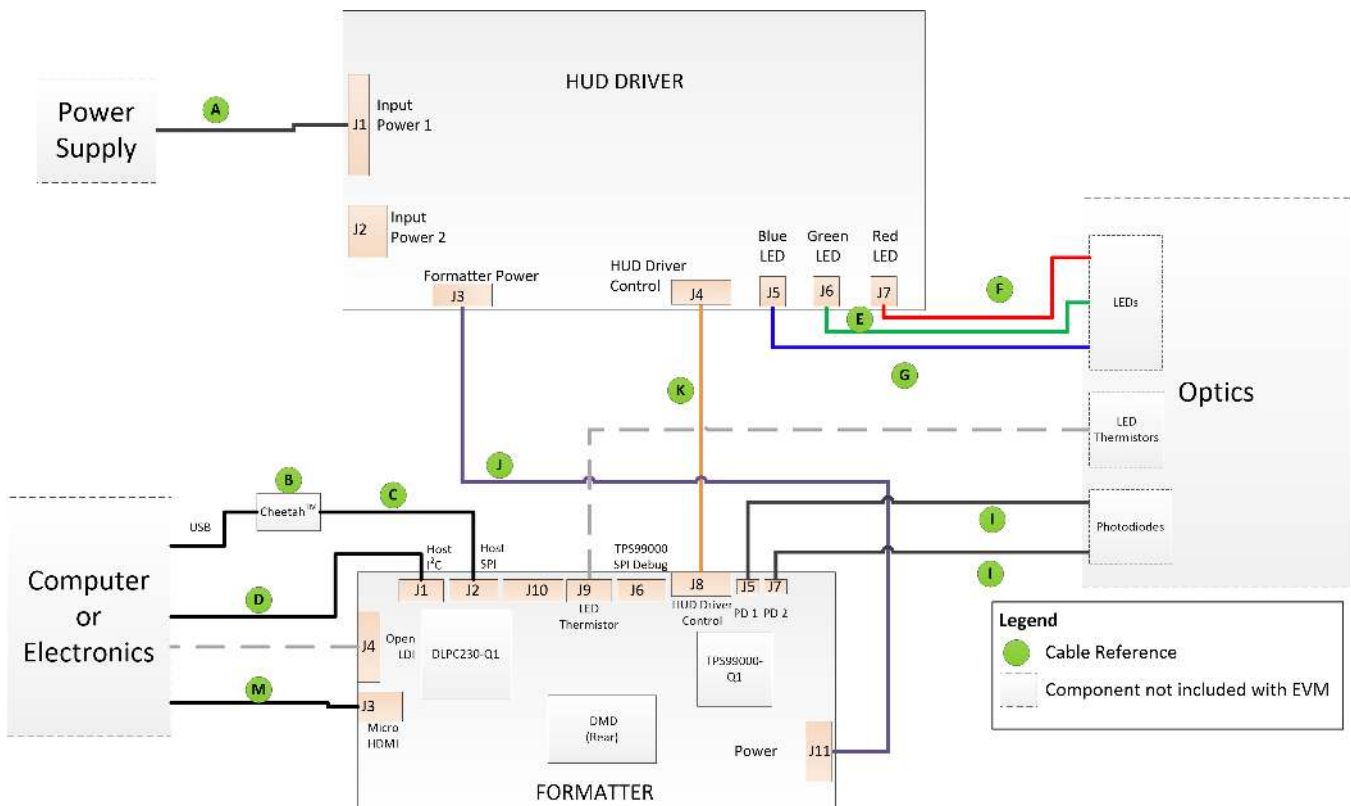 HUD DRIVER
Power
Supply
A
J1
Input
Power 1
J2
Input
Power 2
Formatter Power
J3
HUD Driver
Control
J4
Blue
LED
J5
Green
LED
J6
Red
LED
J7
F
E
G
LEDs
Optics
LED
Thermistors
Photodiodes
K
J
I
I
B
Cheetah™
C
USB
Computer
or
Electronics
D
M
Host
I²C
J1
Host
SPI
J2
J10
J9
LED
Thermistor
TPS99000
SPI Debug
J6
J8
HUD Driver
Control
J5
PD 1
J7
PD 2
J4
Open
LDI
DLPC230-Q1
TPS99000-
Q1
J3
Micro
HDMI
DMD
(Rear)
Power
J11
FORMATTER
Legend
Cable Reference
Component not included with EVM